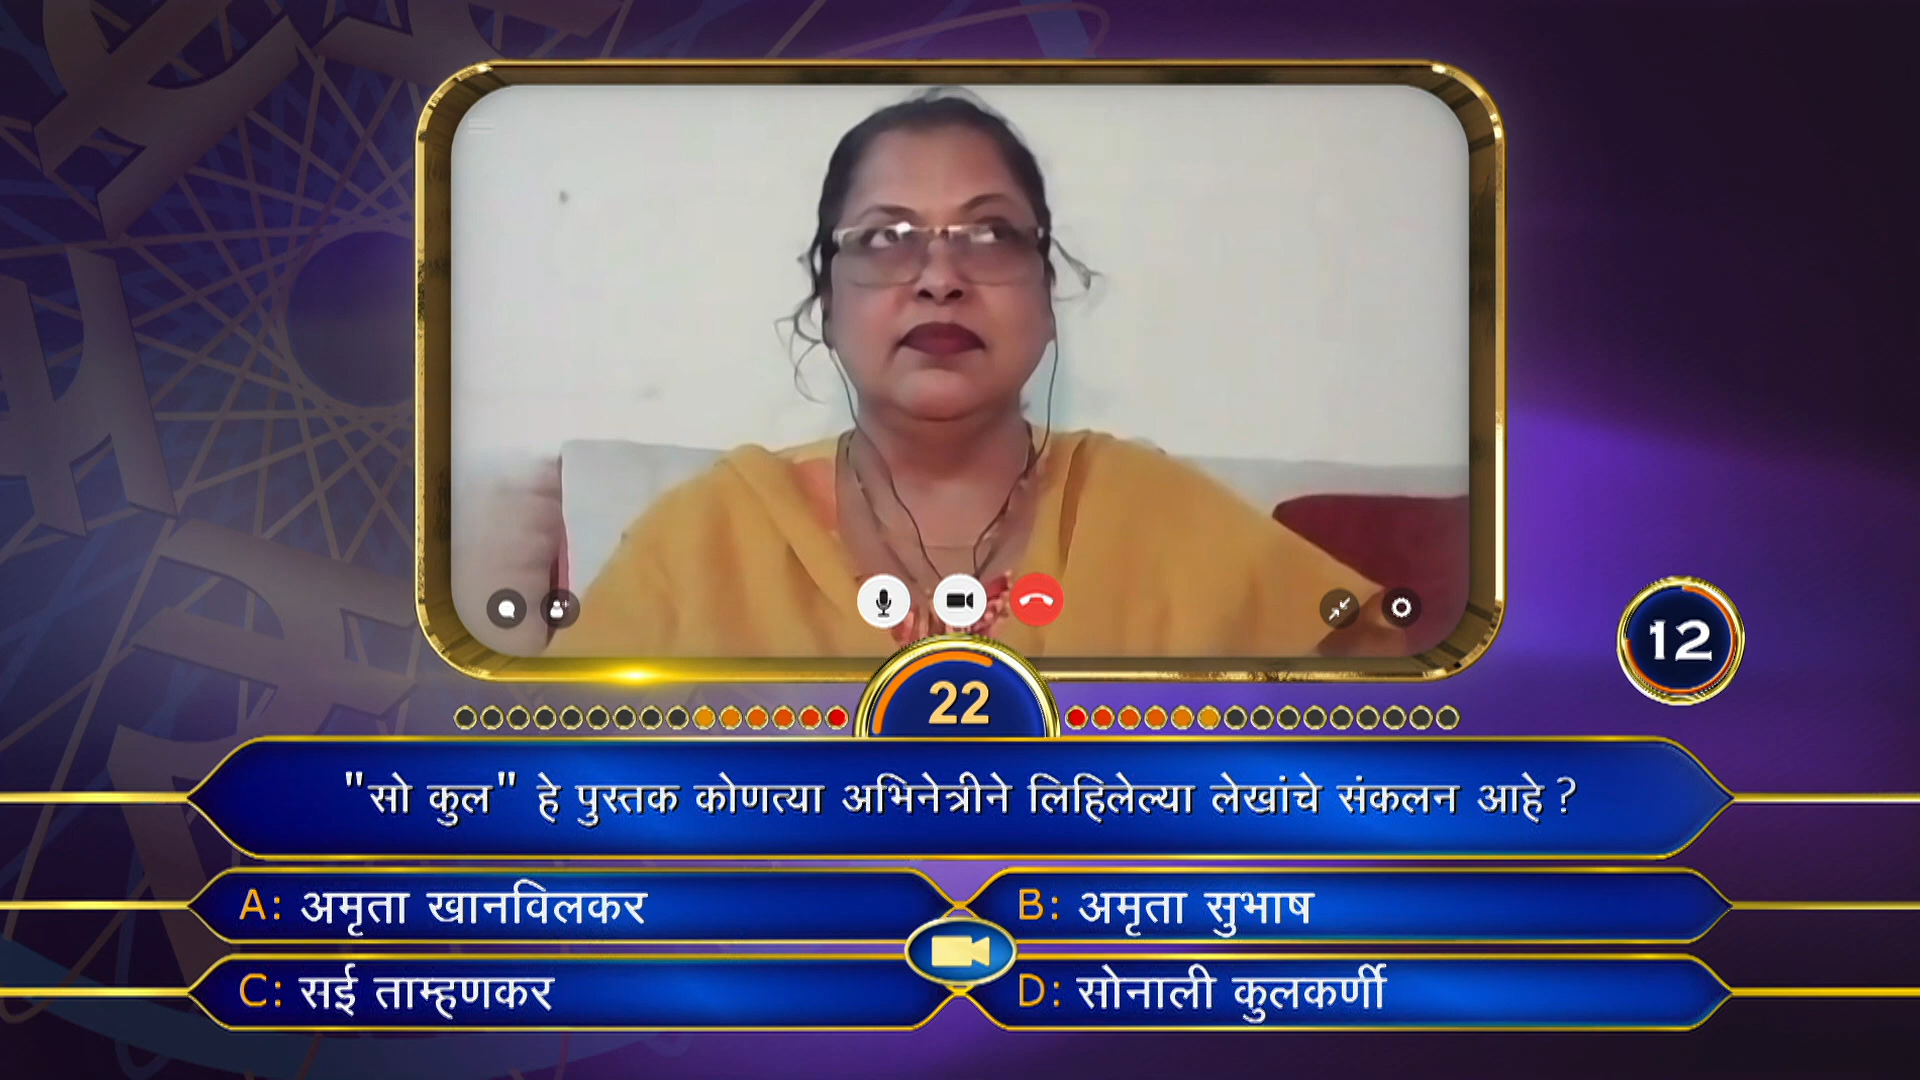 12
22
"सो कुल" हे पुस्तक कोणत्या अभिनेत्रीने लिहिलेल्या लेखांचे संकलन आहे ?
A: अमृता खानविलकर
B: अमृता सुभाष
C: सई ताम्हणकर
D: सोनाली कुलकर्णी